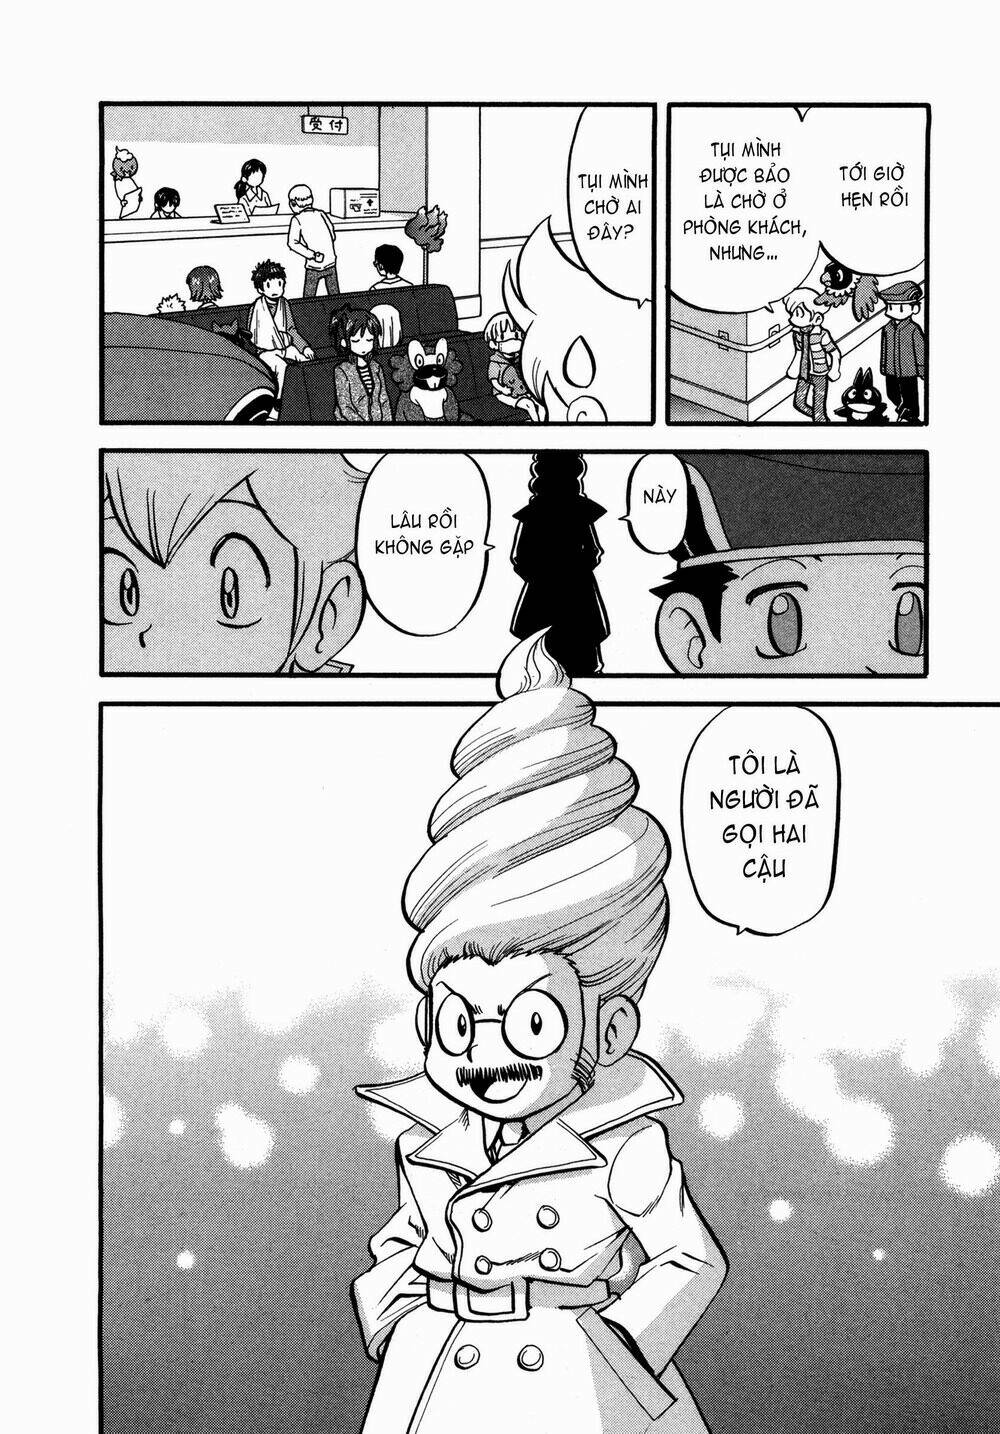 TỚI GIỜ
HẸN RỒI
TỤI MÌNH
ĐƯỢC BẢO
LÀ CHỜ Ở
PHÒNG KHÁCH,
NHƯNG...
TỤI MÌNH
CHỜ AI
ĐÂY?
受付
NÀY
LÂU RỒI
KHÔNG GẶP
TÔI LÀ
NGƯỜI ĐÃ
GỌI HAI
CẬU